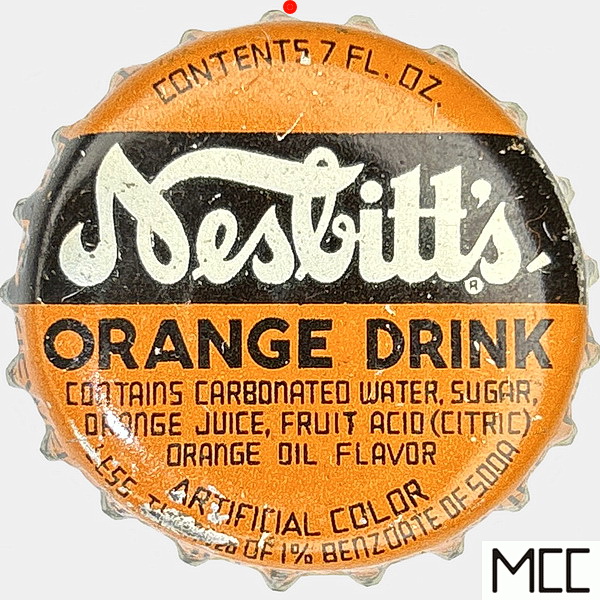 CONTENTS 7 FL. OZ.
Nesbitt's
®
ORANGE DRINK
CONTAINS CARBONATED WATER, SUGAR,
ORANGE JUICE, FRUIT ACID (CITRIC)
ORANGE OIL FLAVOR
ARTIFICIAL COLOR
OF 1% BENZOATE OF SODA
MCC